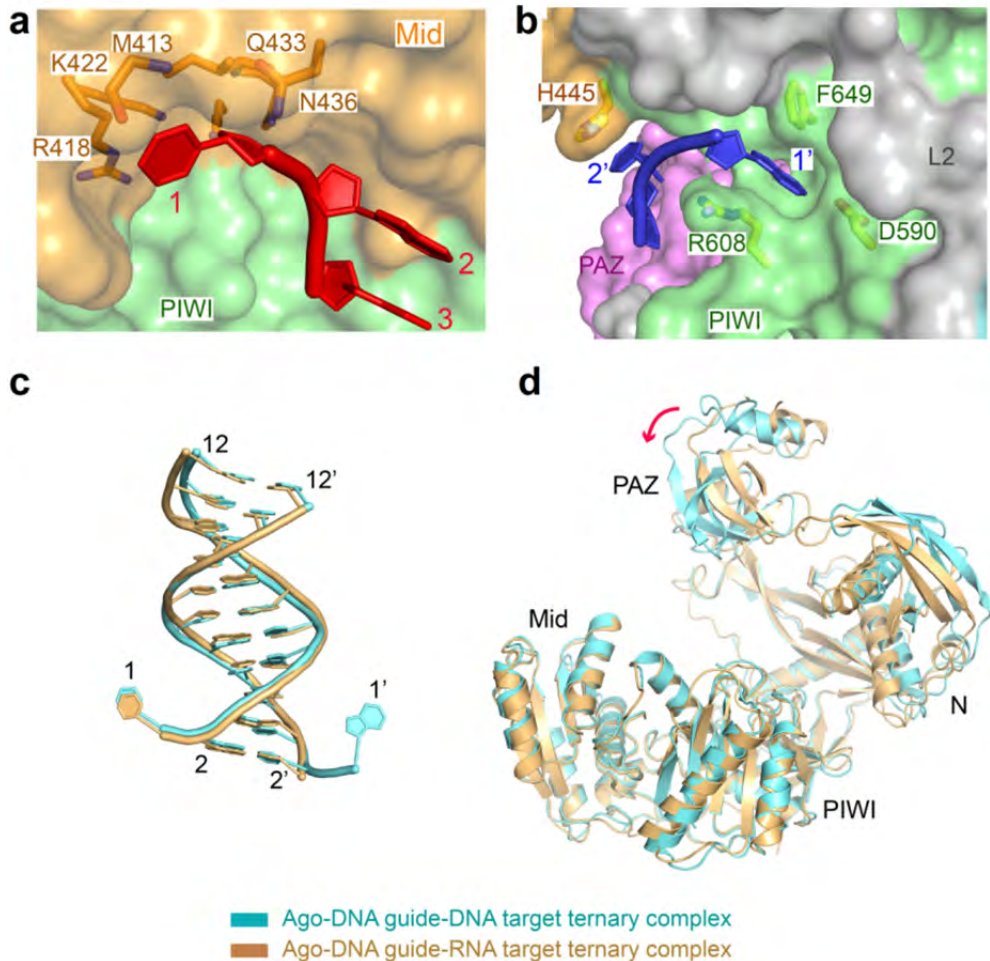 a
M413
Q433
Mid
K422
N436
R418
1
2
3
PIWI
b
H445
F649
2'
1'
L2
R608
D590
PAZ
PIWI
c
12
12'
1
1'
2
2'
d
PAZ
Mid
N
PIWI
Ago-DNA guide-DNA target ternary complex
Ago-DNA guide-RNA target ternary complex